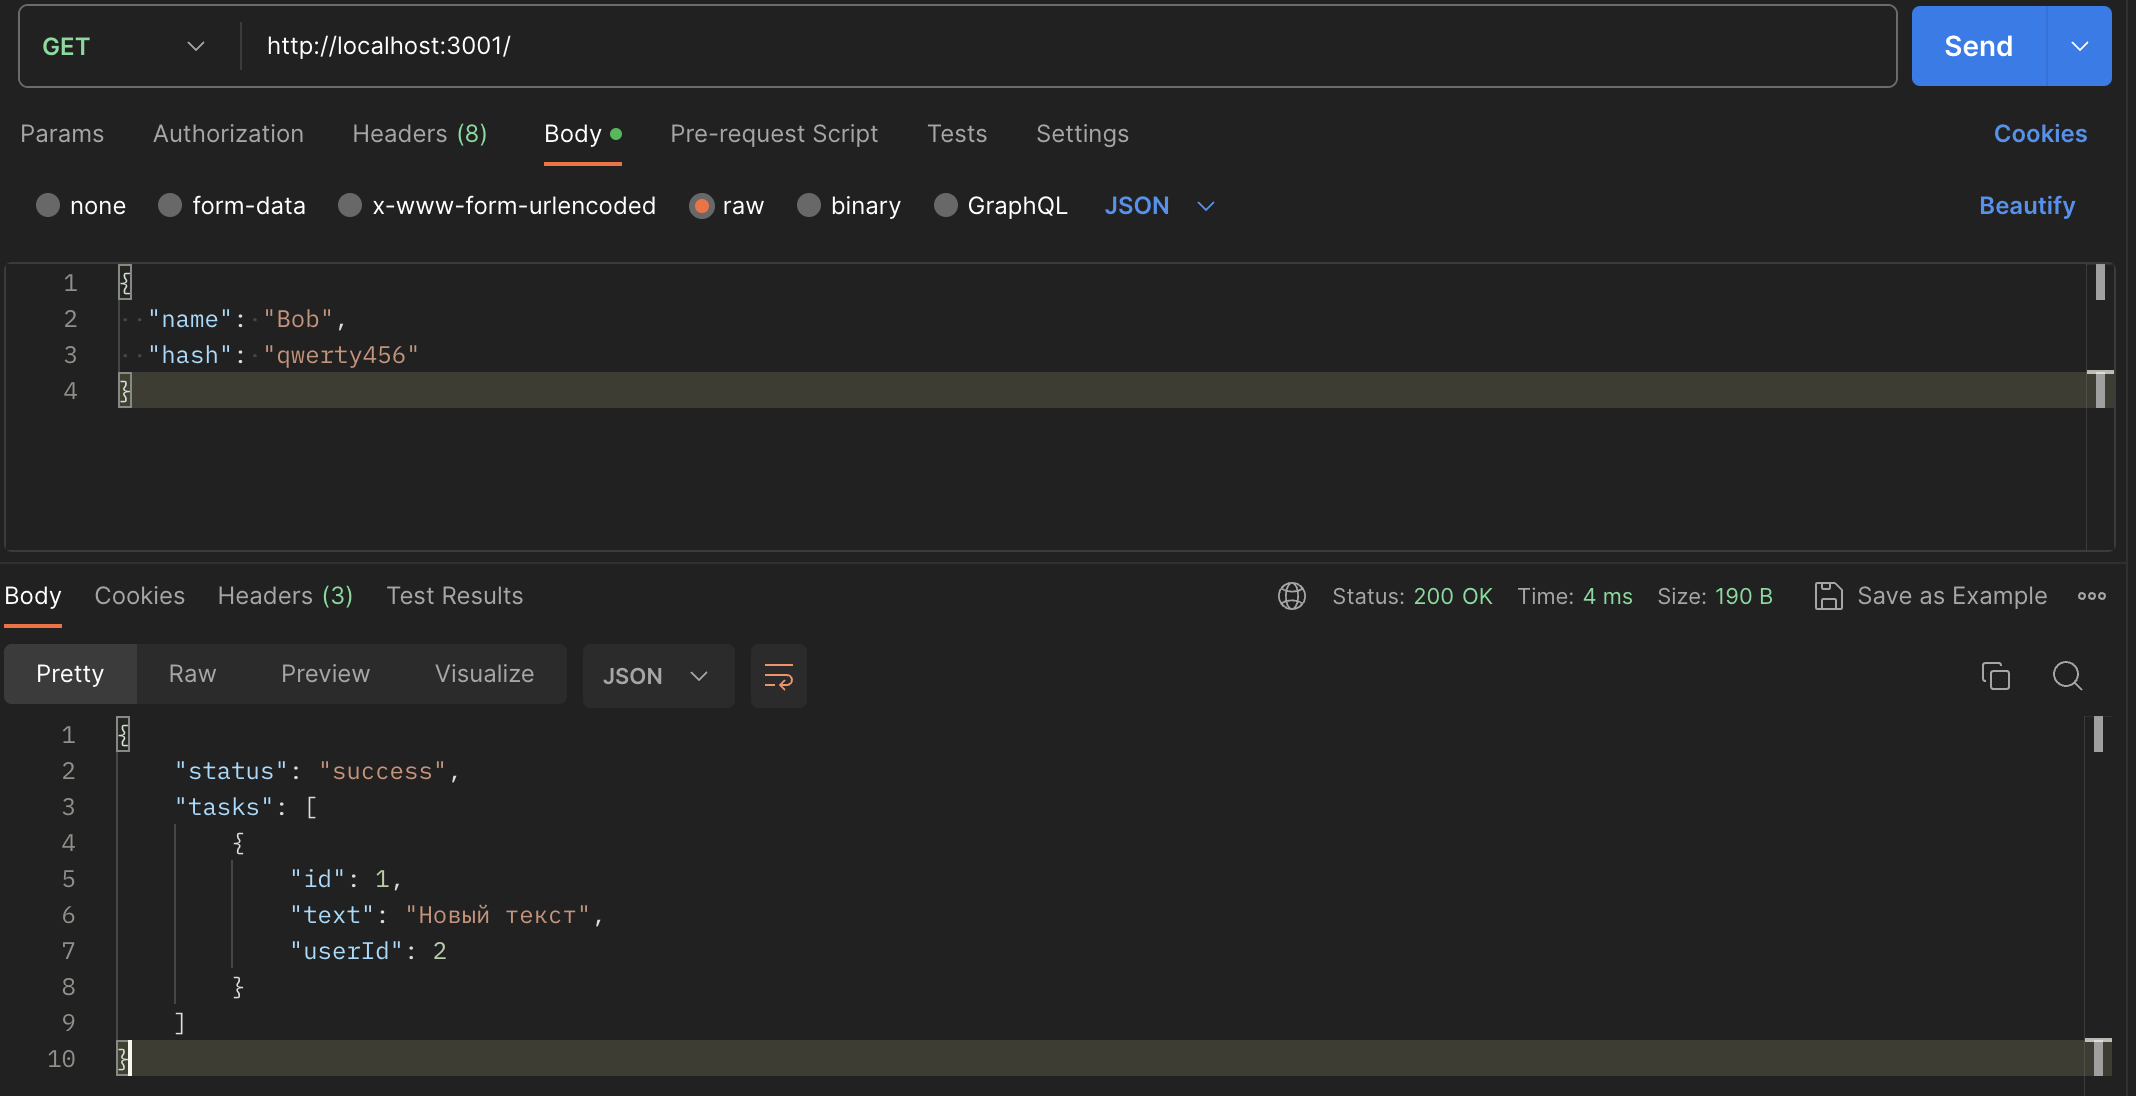 GET http://localhost:3001/ Send
Params Authorization Headers (8) Body Pre-request Script Tests Settings Cookies
none form-data x-www-form-urlencoded raw binary GraphQL JSON Beautify
1 {
2 "name": "Bob",
3 "hash": "qwerty456"
4 }
Body Cookies Headers (3) Test Results Status: 200 OK Time: 4 ms Size: 190 B Save as Example
Pretty Raw Preview Visualize JSON
1 {
2 "status": "success",
3 "tasks": [
4 {
5 "id": 1,
6 "text": "Новый текст",
7 "userId": 2
8 }
9 ]
10 }